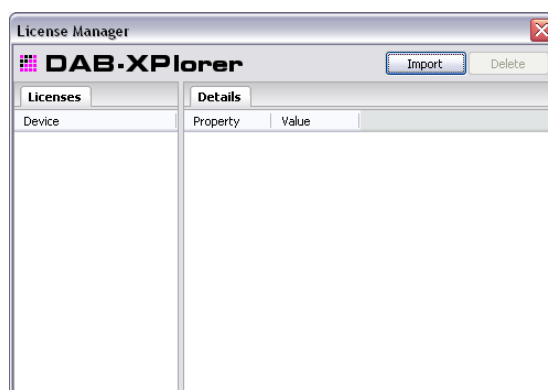 License Manager
DAB-XPlorer
Import
Delete
Licenses
Details
Device
Property
Value